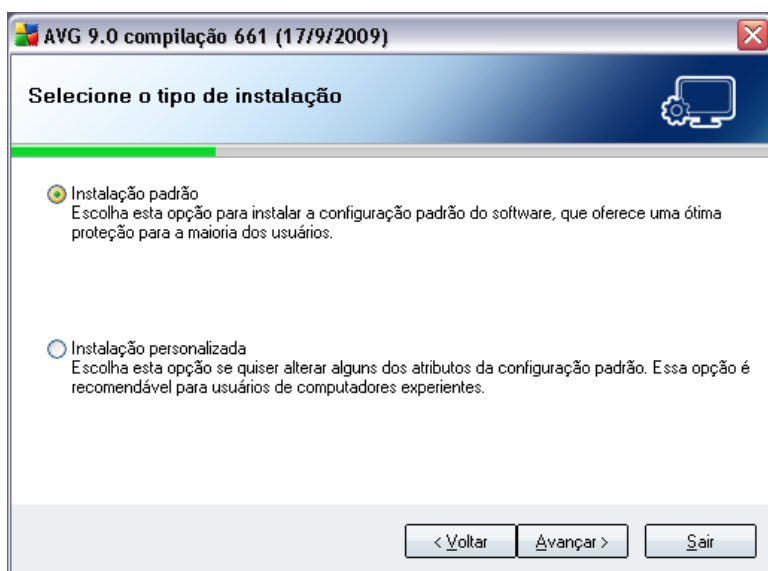 AVG 9.0 compilação 661 (17/9/2009)
Selecione o tipo de instalação
Instalação padrão
Escolha esta opção para instalar a configuração padrão do software, que oferece uma ótima
proteção para a maioria dos usuários.
Instalação personalizada
Escolha esta opção se quiser alterar alguns dos atributos da configuração padrão. Essa opção é
recomendável para usuários de computadores experientes.
< Voltar
Avançar >
Sair